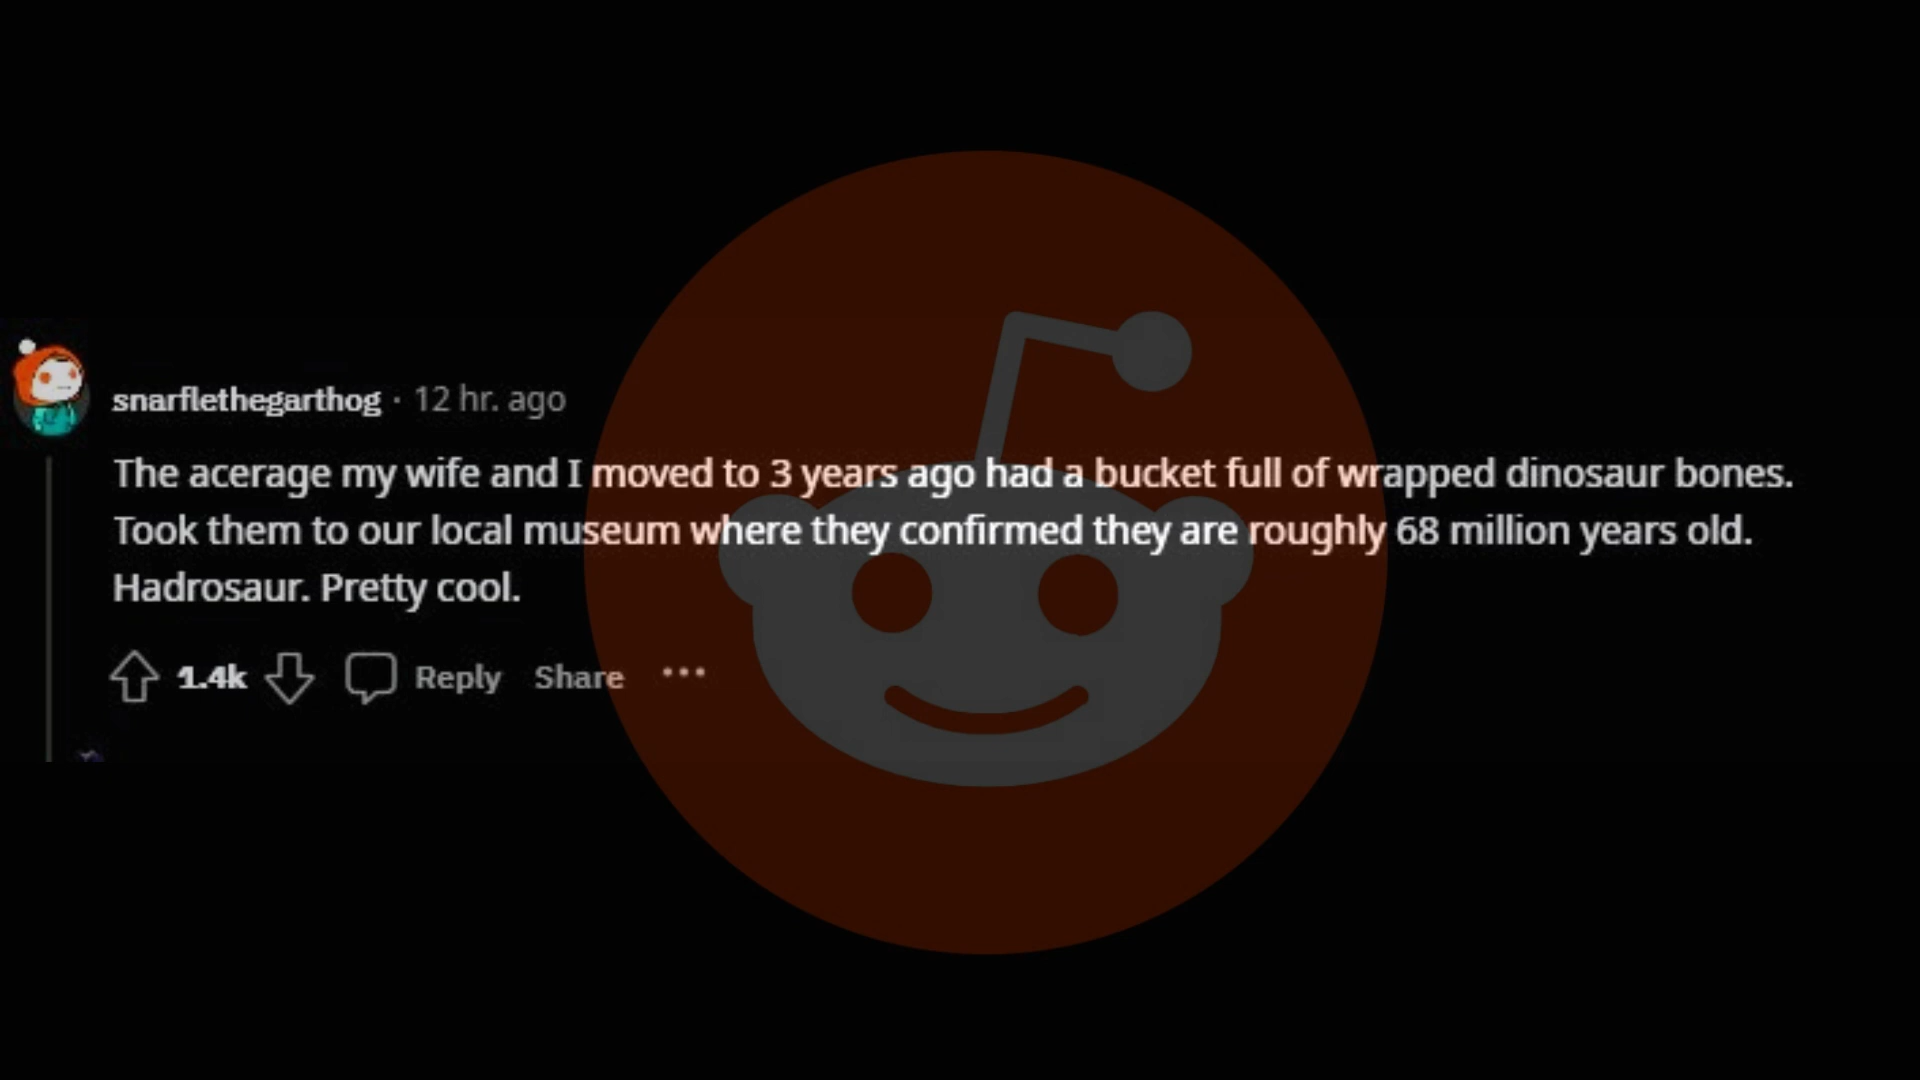 snarflethegarthog · 12 hr. ago
The acerage my wife and I moved to 3 years ago had a bucket full of wrapped dinosaur bones.
Took them to our local museum where they confirmed they are roughly 68 million years old.
Hadrosaur. Pretty cool.
1.4k Reply Share ...